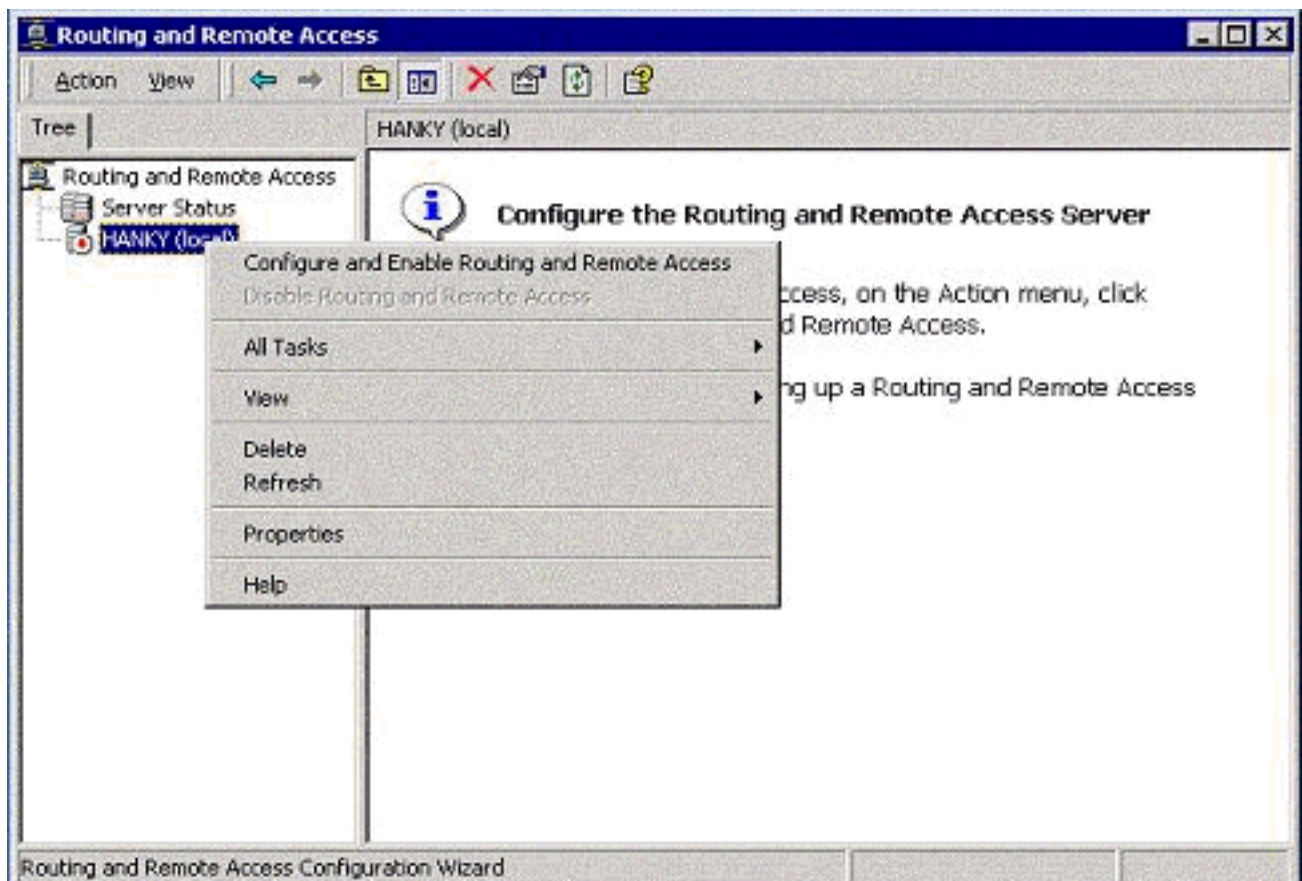 Routing and Remote Access
Action View
Tree
HANKY (local)
Routing and Remote Access
Server Status
HANKY (local)
Configure the Routing and Remote Access Server
Configure and Enable Routing and Remote Access
Disable Routing and Remote Access
ccess, on the Action menu, click
d Remote Access.
All Tasks
View
ng up a Routing and Remote Access
Delete
Refresh
Properties
Help
Routing and Remote Access Configuration Wizard